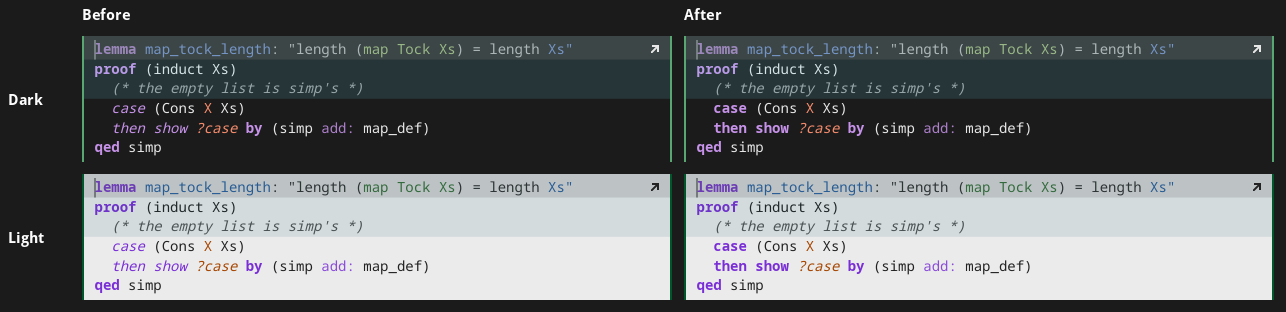 Before
After
Dark
lemma map_tock_length: "length (map Tock Xs) = length Xs"
proof (induct Xs)
(* the empty list is simp's *)
case (Cons X Xs)
then show ?case by (simp add: map_def)
qed simp
lemma map_tock_length: "length (map Tock Xs) = length Xs"
proof (induct Xs)
(* the empty list is simp's *)
case (Cons X Xs)
then show ?case by (simp add: map_def)
qed simp
Light
lemma map_tock_length: "length (map Tock Xs) = length Xs"
proof (induct Xs)
(* the empty list is simp's *)
case (Cons X Xs)
then show ?case by (simp add: map_def)
qed simp
lemma map_tock_length: "length (map Tock Xs) = length Xs"
proof (induct Xs)
(* the empty list is simp's *)
case (Cons X Xs)
then show ?case by (simp add: map_def)
qed simp